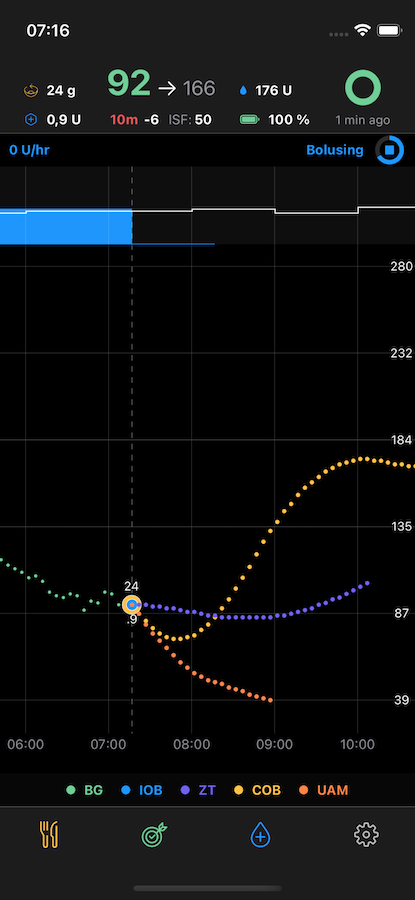 07:16
24 g 92 → 166 176 U
0,9 U 10m -6 ISF: 50 100 % 1 min ago
0 U/hr Bolusing
280
232
184
135
24
87
.9
39
06:00 07:00 08:00 09:00 10:00
BG IOB ZT COB UAM